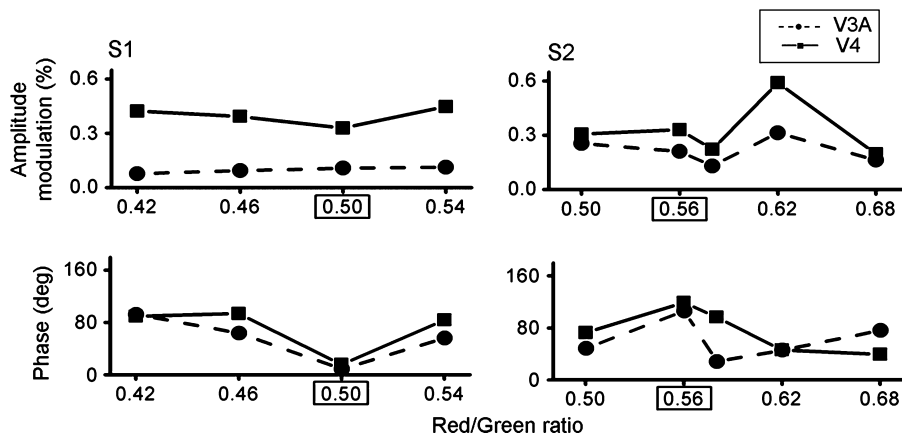 V3A
V4
S1
S2
Amplitude
modulation (%)
0.6
0.3
0.0
0.42 0.46 0.50 0.54
0.6
0.3
0.0
0.50 0.56 0.62 0.68
Phase (deg)
160
80
0
0.42 0.46 0.50 0.54
160
80
0
0.50 0.56 0.62 0.68
Red/Green ratio